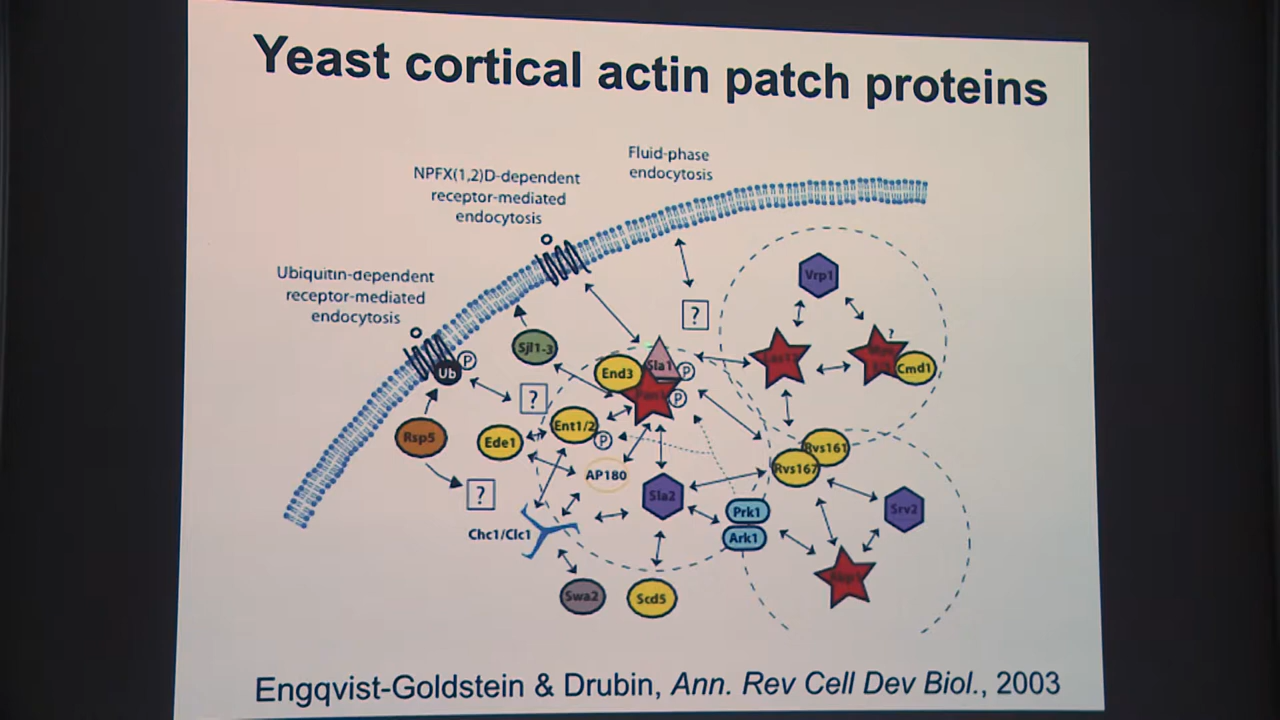 Yeast cortical actin patch proteins
Fluid-phase
endocytosis
NPFX(1,2)D-dependent
receptor-mediated
endocytosis
Ubiquitin-dependent
receptor-mediated
endocytosis
Vrp1
?
?
Sjl1-3
Sla1
P
End3
P
Cmd1
Ub
P
?
Rsp5
Ede1
Ent1/2
P
Rvs161
Rvs167
AP180
?
Sla2
Srv2
Prk1
Ark1
Chc1/Clc1
Swa2
Scd5
Engqvist-Goldstein & Drubin, Ann. Rev Cell Dev Biol., 2003